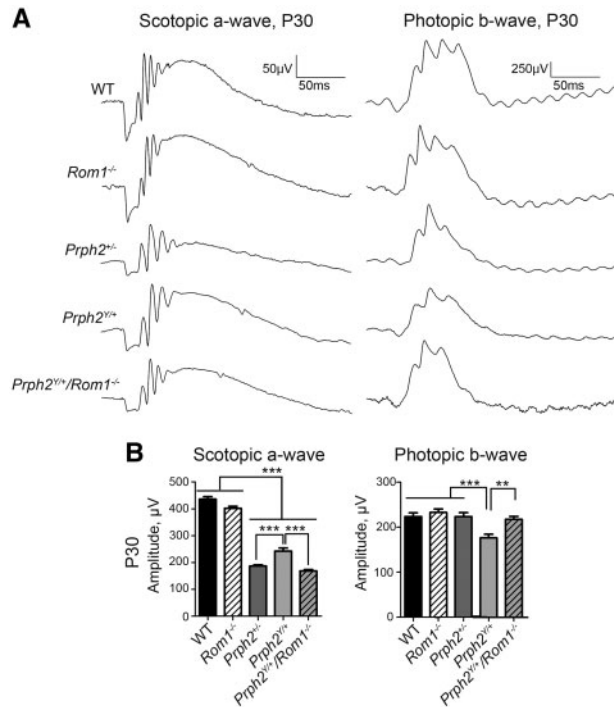 A
Scotopic a-wave, P30
Photopic b-wave, P30
50µV
50ms
250µV
50ms
WT
Rom1-/-
Prph2+/-
Prph2Y/+
Prph2Y/+/Rom1-/-
B
Scotopic a-wave
Photopic b-wave
P30
Amplitude, µV
500
400
300
200
100
0
***
***
***
WT
Rom1-/-
Prph2+/-
Prph2Y/+
Prph2Y/+/Rom1-/-
Amplitude, µV
300
200
100
0
***
**
WT
Rom1-/-
Prph2+/-
Prph2Y/+
Prph2Y/+/Rom1-/-